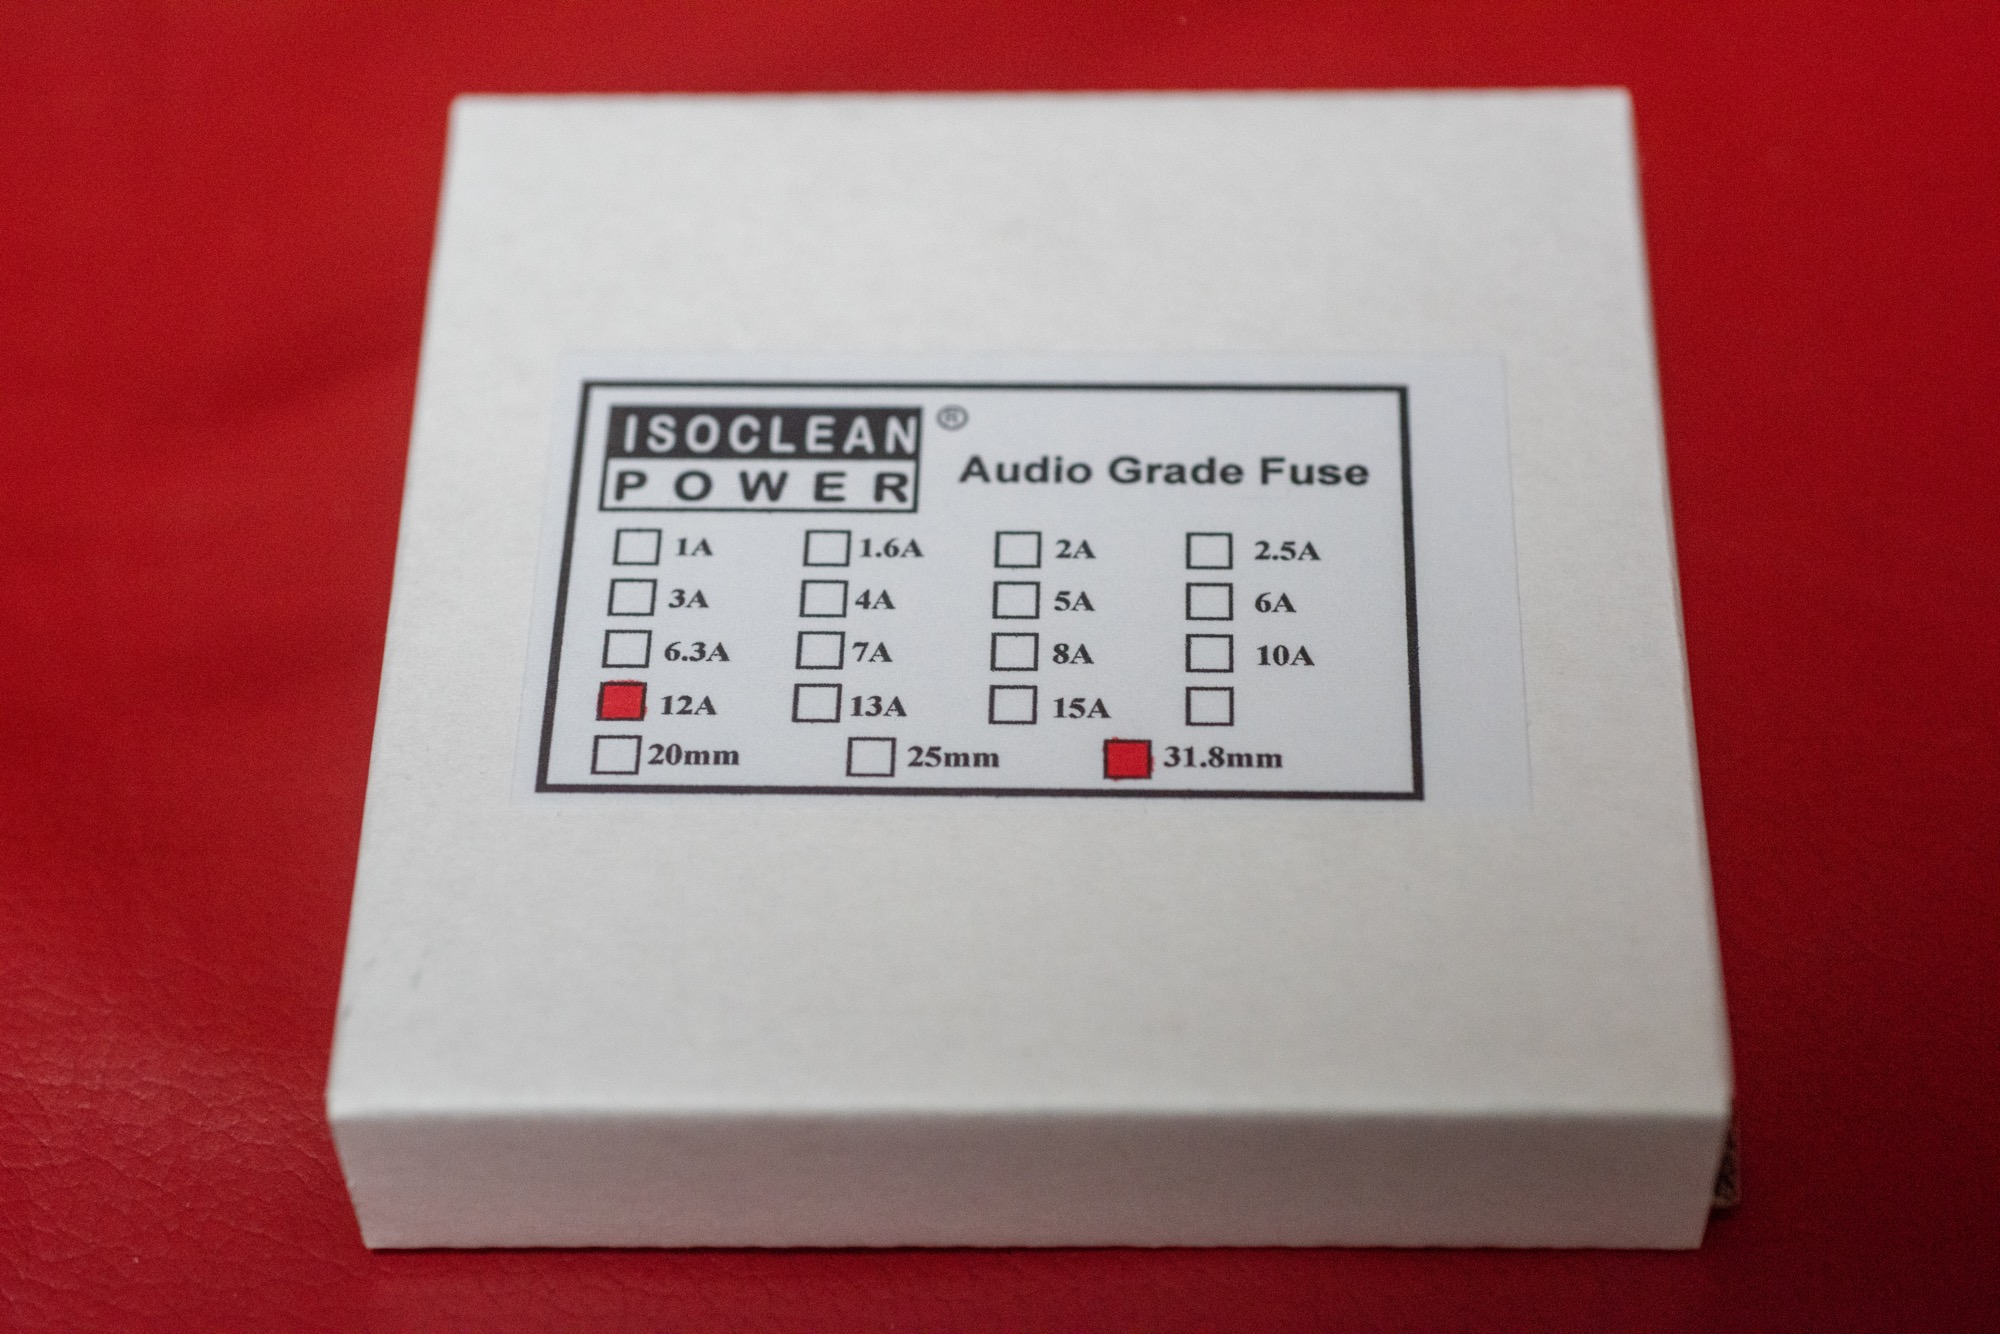 ISOCLEAN ®
POWER
Audio Grade Fuse
1A 1.6A 2A 2.5A
3A 4A 5A 6A
6.3A 7A 8A 10A
12A 13A 15A
20mm 25mm 31.8mm